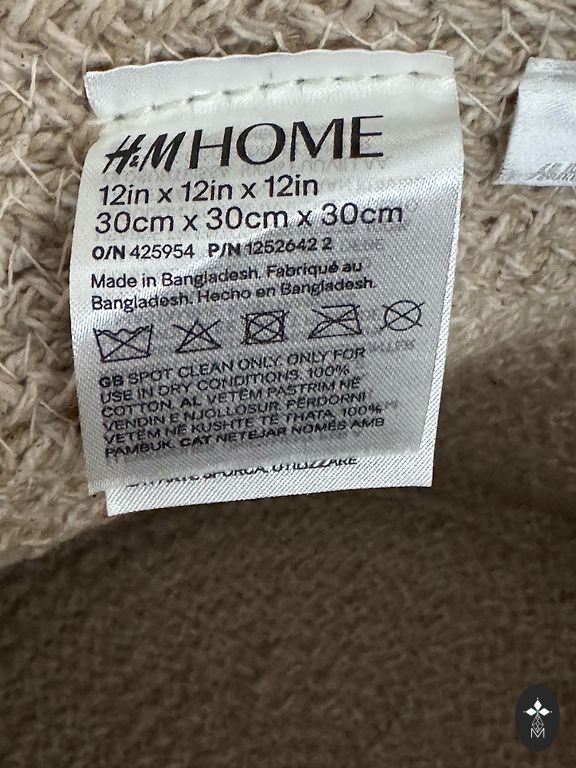 H&M HOME
12in x 12in x 12in
30cm x 30cm x 30cm
O/N 425954 P/N 1252642 2
Made in Bangladesh. Fabriqué au
Bangladesh. Hecho en Bangladesh.
GB SPOT CLEAN ONLY. ONLY FOR
USE IN DRY CONDITIONS. 100%
COTTON. AL VETËM PASTRIM NË
VENDIN E NJOLLOSUR. PËRDORNI
VETËM NË KUSHTE TË THATA. 100%
PAMBUK. CAT NETEJAR NOMÉS AMB
SPORCA, UTILIZZARE
H&M
M